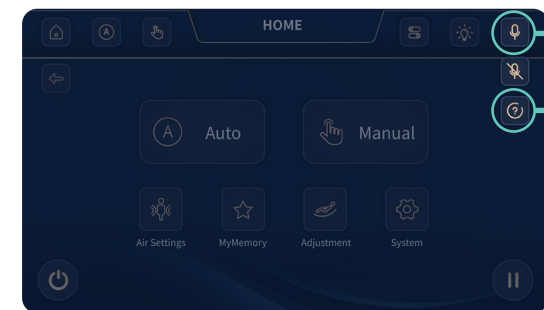 HOME
A
?
A Auto
Manual
Air Settings
MyMemory
Adjustment
System